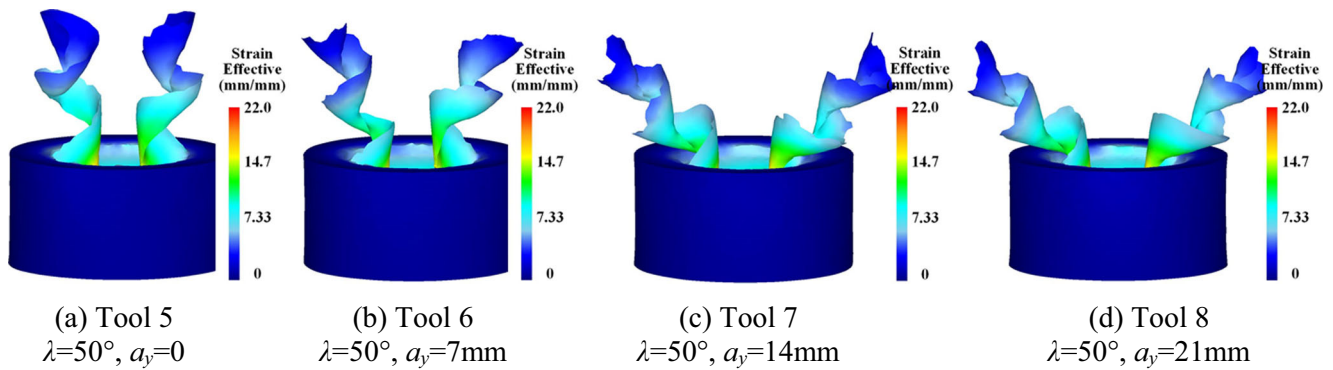 Strain
Effective
(mm/mm)
22.0
14.7
7.33
0
(a) Tool 5
λ=50°, ay=0
Strain
Effective
(mm/mm)
22.0
14.7
7.33
0
(b) Tool 6
λ=50°, ay=7mm
Strain
Effective
(mm/mm)
22.0
14.7
7.33
0
(c) Tool 7
λ=50°, ay=14mm
Strain
Effective
(mm/mm)
22.0
14.7
7.33
0
(d) Tool 8
λ=50°, ay=21mm